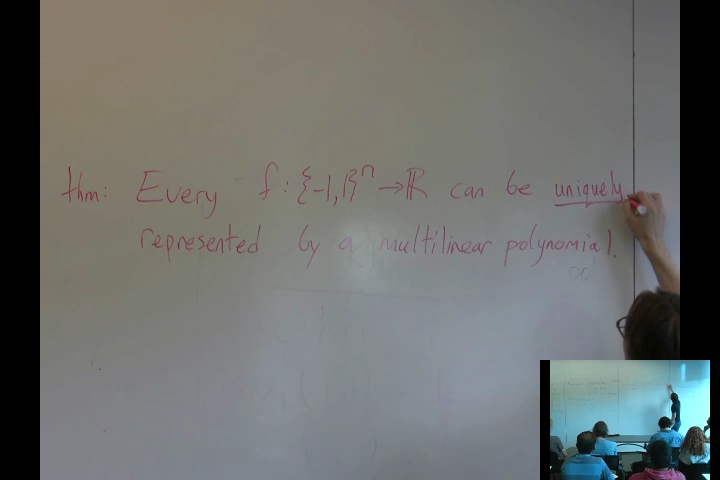 thm: Every f : {-1,1}ⁿ → ℝ can be uniquely
represented by a multilinear polynomial.